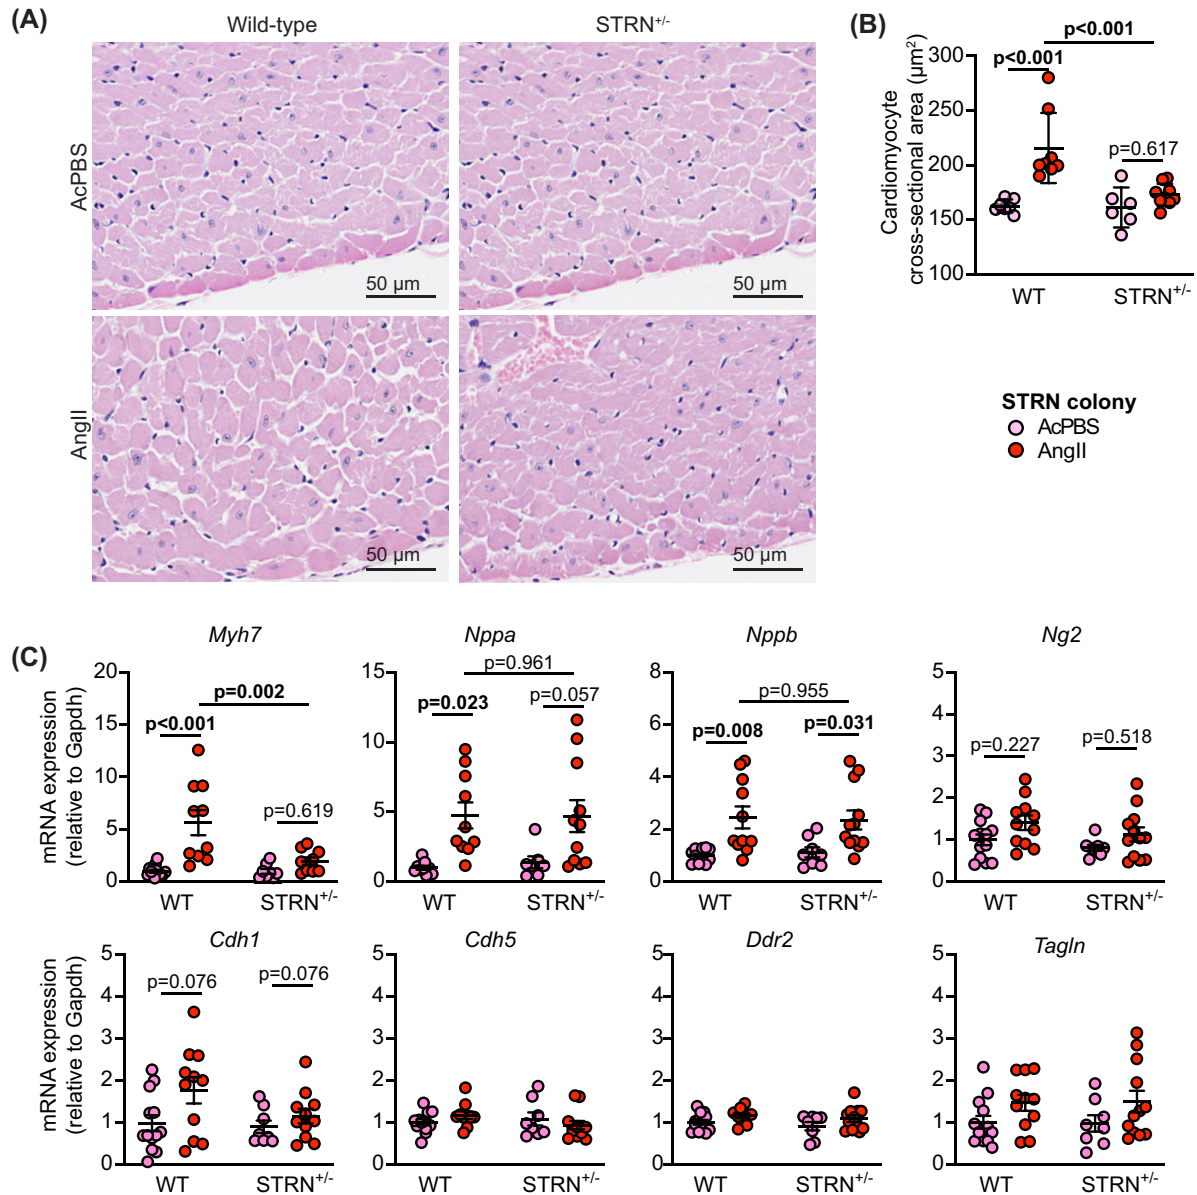 (A)
Wild-type
STRN+/-
AcPBS
50 µm
50 µm
AngII
50 µm
50 µm
(B)
p<0.001
p<0.001
p=0.617
Cardiomyocyte
cross-sectional area (µm²)
300
250
200
150
100
WT
STRN+/-
STRN colony
AcPBS
AngII
(C)
Myh7
mRNA expression
(relative to Gapdh)
20
15
10
5
0
p<0.001
p=0.002
p=0.619
WT
STRN+/-
Nppa
15
10
5
0
p=0.961
p=0.023
p=0.057
WT
STRN+/-
Nppb
8
6
4
2
0
p=0.955
p=0.008
p=0.031
WT
STRN+/-
Ng2
5
4
3
2
1
0
p=0.227
p=0.518
WT
STRN+/-
Cdh1
mRNA expression
(relative to Gapdh)
5
4
3
2
1
0
p=0.076
p=0.076
WT
STRN+/-
Cdh5
5
4
3
2
1
0
WT
STRN+/-
Ddr2
5
4
3
2
1
0
WT
STRN+/-
Tagln
5
4
3
2
1
0
WT
STRN+/-